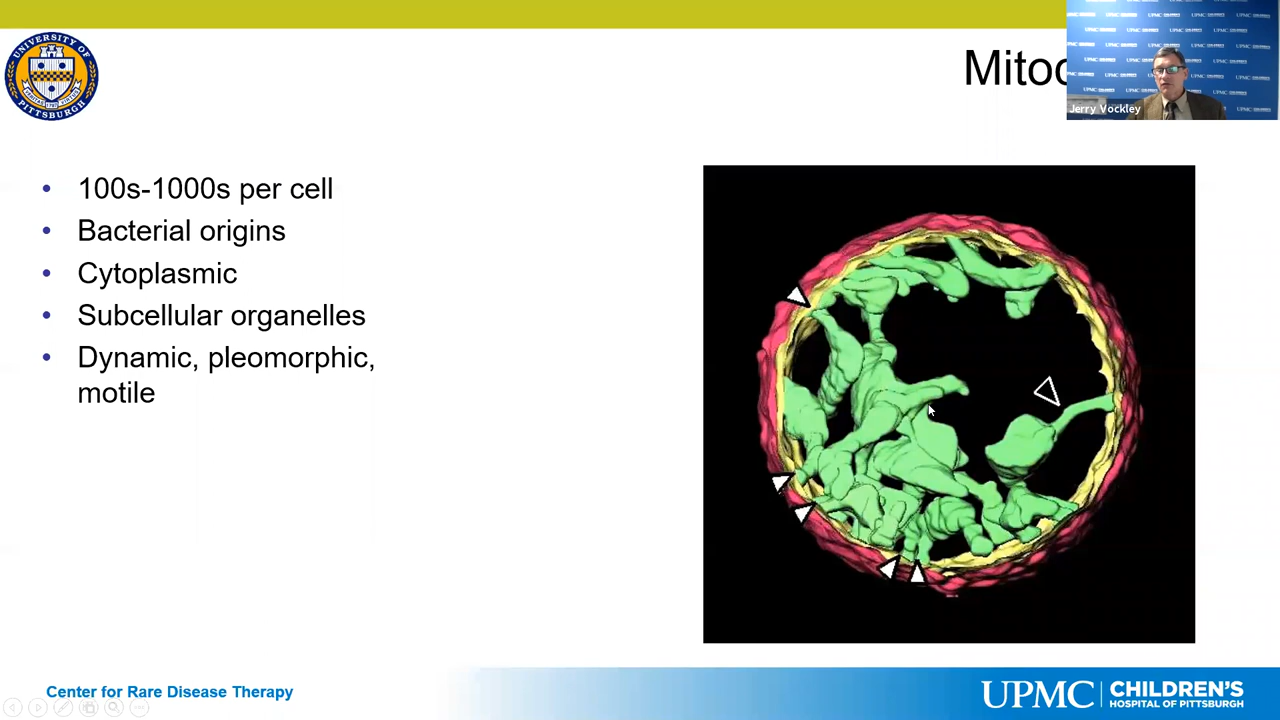 UNIVERSITY OF
PITTSBURGH
Mitoc
Jerry Vockley
• 100s-1000s per cell
• Bacterial origins
• Cytoplasmic
• Subcellular organelles
• Dynamic, pleomorphic,
motile
Center for Rare Disease Therapy
UPMC
CHILDREN'S
HOSPITAL OF PITTSBURGH